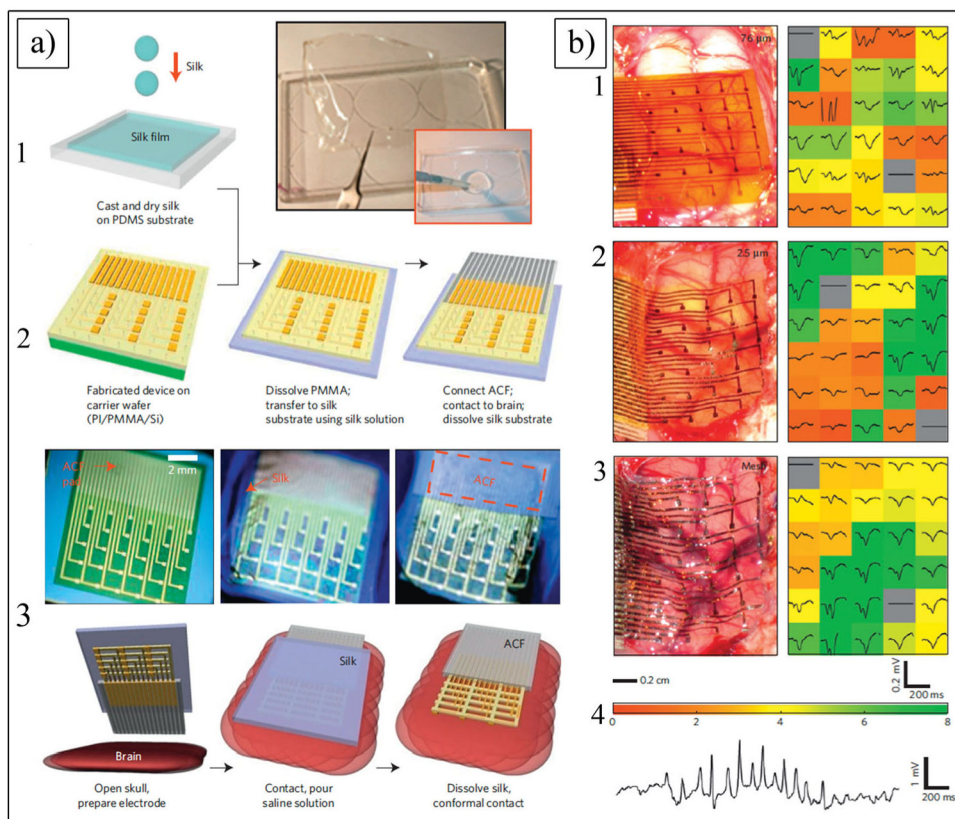 a)
Silk
Silk film
1
Cast and dry silk
on PDMS substrate
2
Fabricated device on
carrier wafer
(PI/PMMA/Si)
Dissolve PMMA;
transfer to silk
substrate using silk solution
Connect ACF;
contact to brain;
dissolve silk substrate
ACF
pad
2 mm
Silk
ACF
3
Brain
Open skull,
prepare electrode
Silk
Contact, pour
saline solution
ACF
Dissolve silk,
conformal contact
b)
1
76 μm
2
2.5 μm
3
Mesh
0.2 cm
0.2 mV
200 ms
4
0
2
4
6
8
1 mV
200 ms